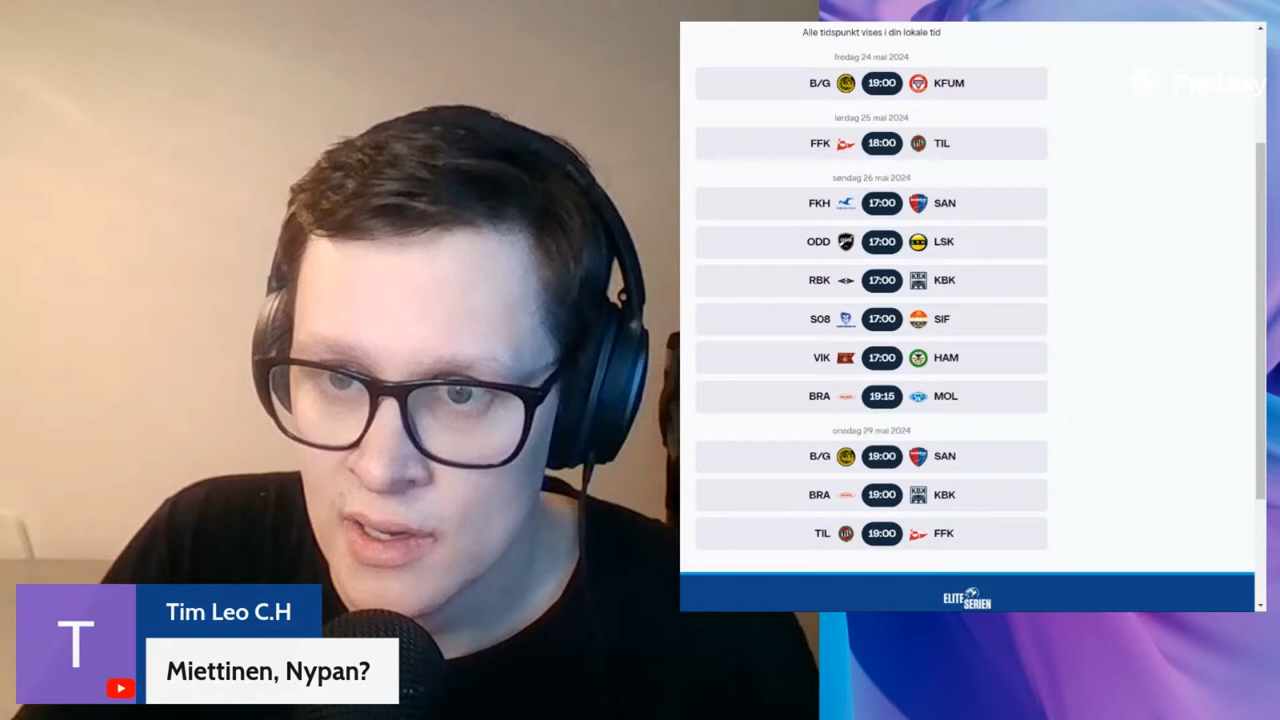 Alle tidspunkt vises i din lokale tid
fredag 24 mai 2024
B/G 19:00 KFUM
lørdag 25 mai 2024
FFK 18:00 TIL
søndag 26 mai 2024
FKH 17:00 SAN
ODD 17:00 LSK
RBK 17:00 KBK
S08 17:00 SIF
VIK 17:00 HAM
BRA 19:15 MOL
onsdag 29 mai 2024
B/G 19:00 SAN
BRA 19:00 KBK
TIL 19:00 FFK
ELITE
SERIEN
Fantasy
T
Tim Leo C.H
Miettinen, Nypan?